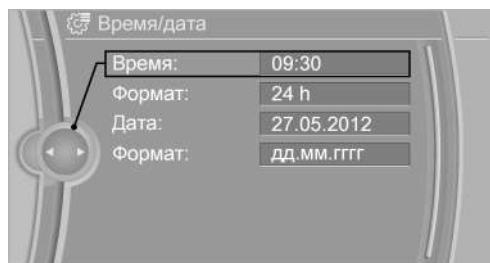 Время/дата
Время: 09:30
Формат: 24 h
Дата: 27.05.2012
Формат: дд.мм.гггг